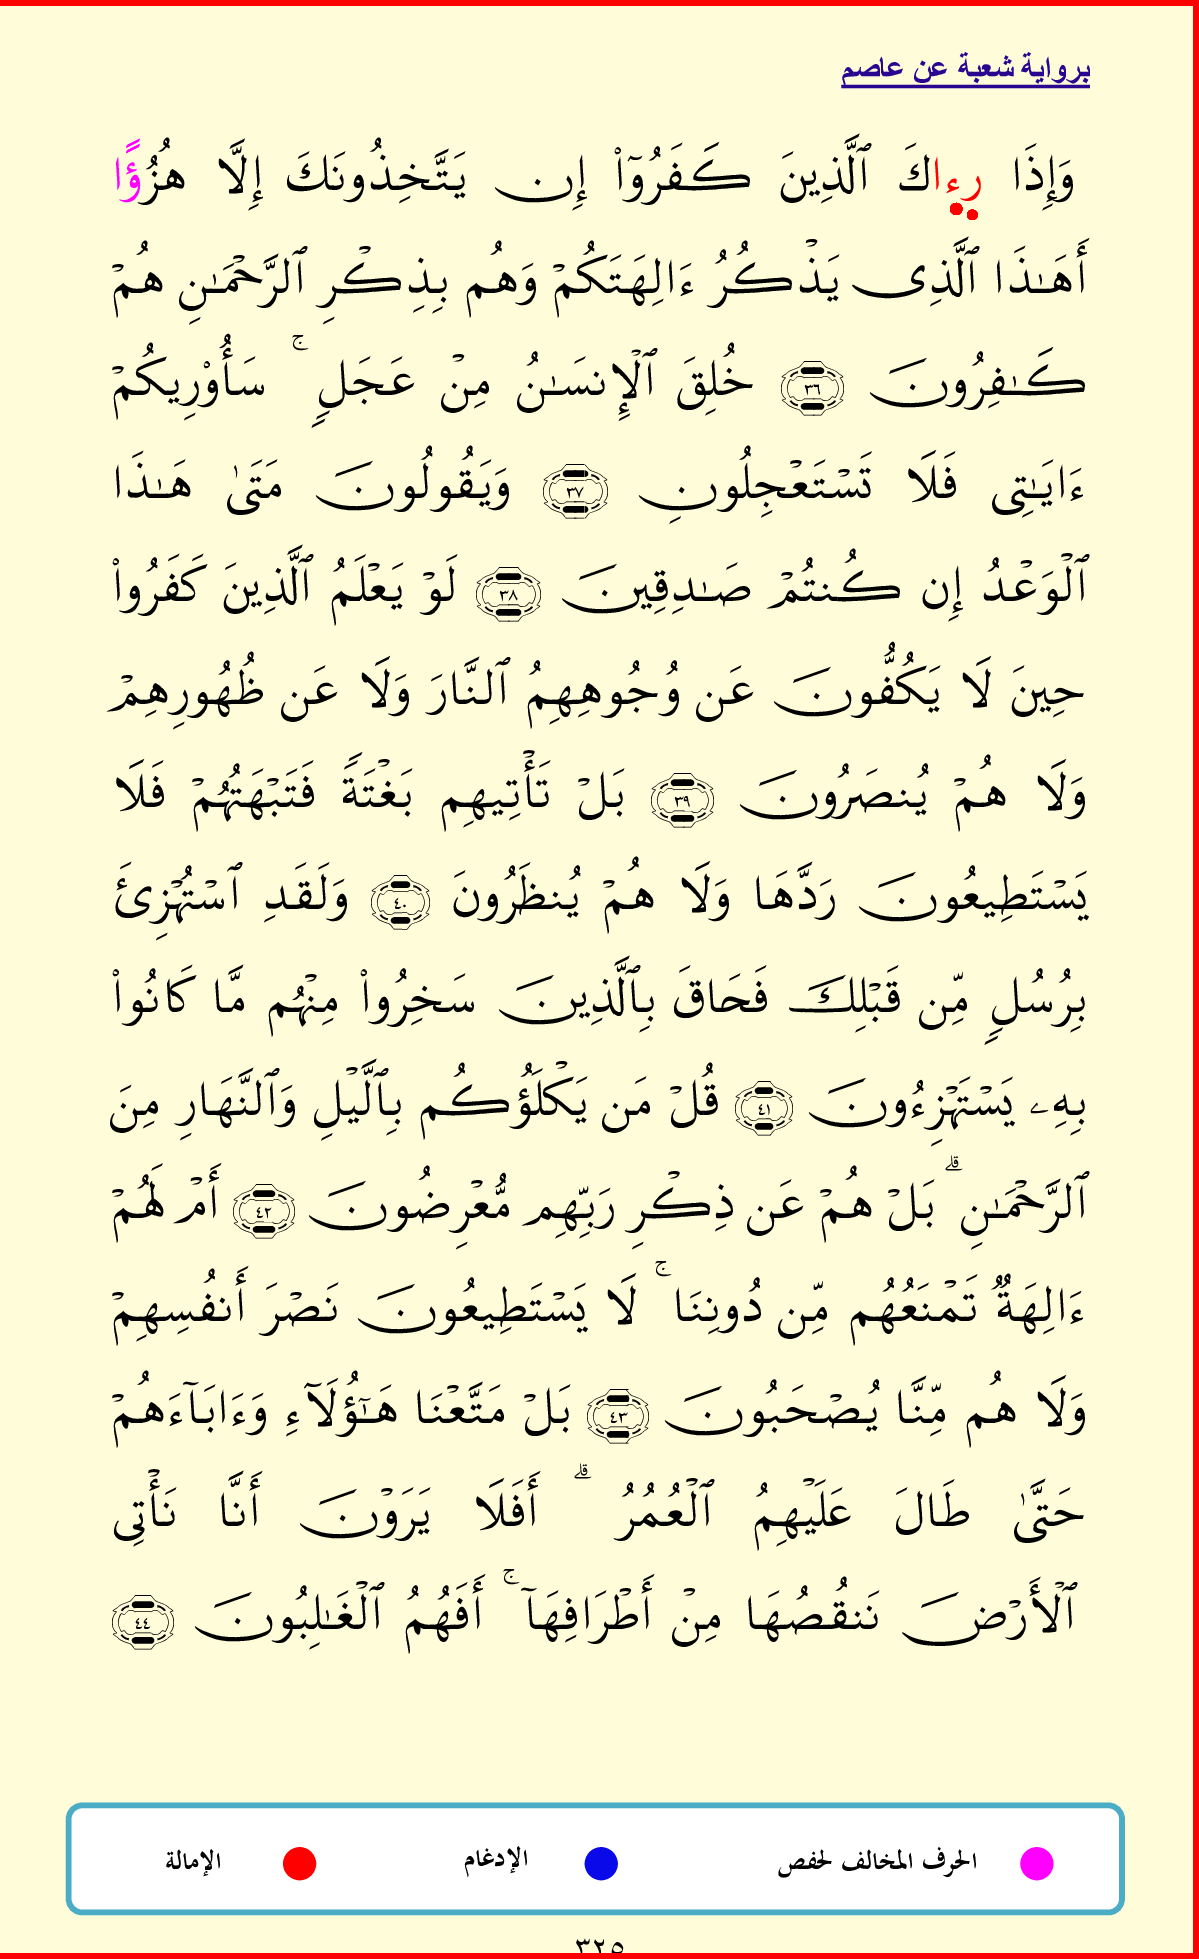 برواية شعبة عن عاصم
وَإِذَا رِءاكَ ٱلَّذِينَ كَفَرُوٓا۟ إِن يَتَّخِذُونَكَ إِلَّا هُزُؤًا
أَهَـٰذَا ٱلَّذِى يَذْكُرُ ءَالِهَتَكُمْ وَهُم بِذِكْرِ ٱلرَّحْمَـٰنِ هُمْ
كَـٰفِرُونَ ٣٦ خُلِقَ ٱلْإِنسَـٰنُ مِنْ عَجَلٍ ۚ سَأُو۟رِيكُمْ
ءَايَـٰتِى فَلَا تَسْتَعْجِلُونِ ٣٧ وَيَقُولُونَ مَتَىٰ هَـٰذَا
ٱلْوَعْدُ إِن كُنتُمْ صَـٰدِقِينَ ٣٨ لَوْ يَعْلَمُ ٱلَّذِينَ كَفَرُوا۟
حِينَ لَا يَكُفُّونَ عَن وُجُوهِهِمُ ٱلنَّارَ وَلَا عَن ظُهُورِهِمْ
وَلَا هُمْ يُنصَرُونَ ٣٩ بَلْ تَأْتِيهِم بَغْتَةً فَتَبْهَتُهُمْ فَلَا
يَسْتَطِيعُونَ رَدَّهَا وَلَا هُمْ يُنظَرُونَ ٤٠ وَلَقَدِ ٱسْتُهْزِئَ
بِرُسُلٍ مِّن قَبْلِكَ فَحَاقَ بِٱلَّذِينَ سَخِرُوا۟ مِنْهُم مَّا كَانُوا۟
بِهِۦ يَسْتَهْزِءُونَ ٤١ قُلْ مَن يَكْلَؤُكُم بِٱلَّيْلِ وَٱلنَّهَارِ مِنَ
ٱلرَّحْمَـٰنِ ۗ بَلْ هُمْ عَن ذِكْرِ رَبِّهِم مُّعْرِضُونَ ٤٢ أَمْ لَهُمْ
ءَالِهَةٌ تَمْنَعُهُم مِّن دُونِنَا ۚ لَا يَسْتَطِيعُونَ نَصْرَ أَنفُسِهِمْ
وَلَا هُم مِّنَّا يُصْحَبُونَ ٤٣ بَلْ مَتَّعْنَا هَـٰٓؤُلَآءِ وَءَابَآءَهُمْ
حَتَّىٰ طَالَ عَلَيْهِمُ ٱلْعُمُرُ ۗ أَفَلَا يَرَوْنَ أَنَّا نَأْتِى
ٱلْأَرْضَ نَنقُصُهَا مِنْ أَطْرَافِهَآ ۚ أَفَهُمُ ٱلْغَـٰلِبُونَ ٤٤
الحرف المخالف لحفص الإدغام الإمالة
٣٢٥